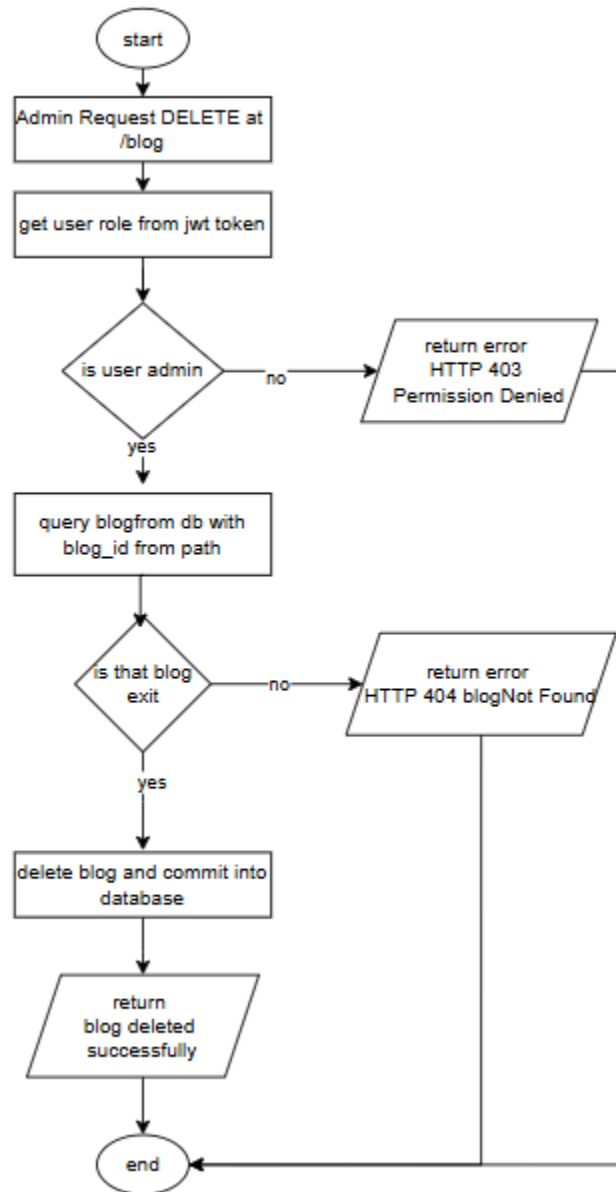 start
Admin Request DELETE at
/blog
get user role from jwt token
is user admin
no
return error
HTTP 403
Permission Denied
yes
query blogfrom db with
blog_id from path
is that blog
exit
no
return error
HTTP 404 blogNot Found
yes
delete blog and commit into
database
return
blog deleted
successfully
end